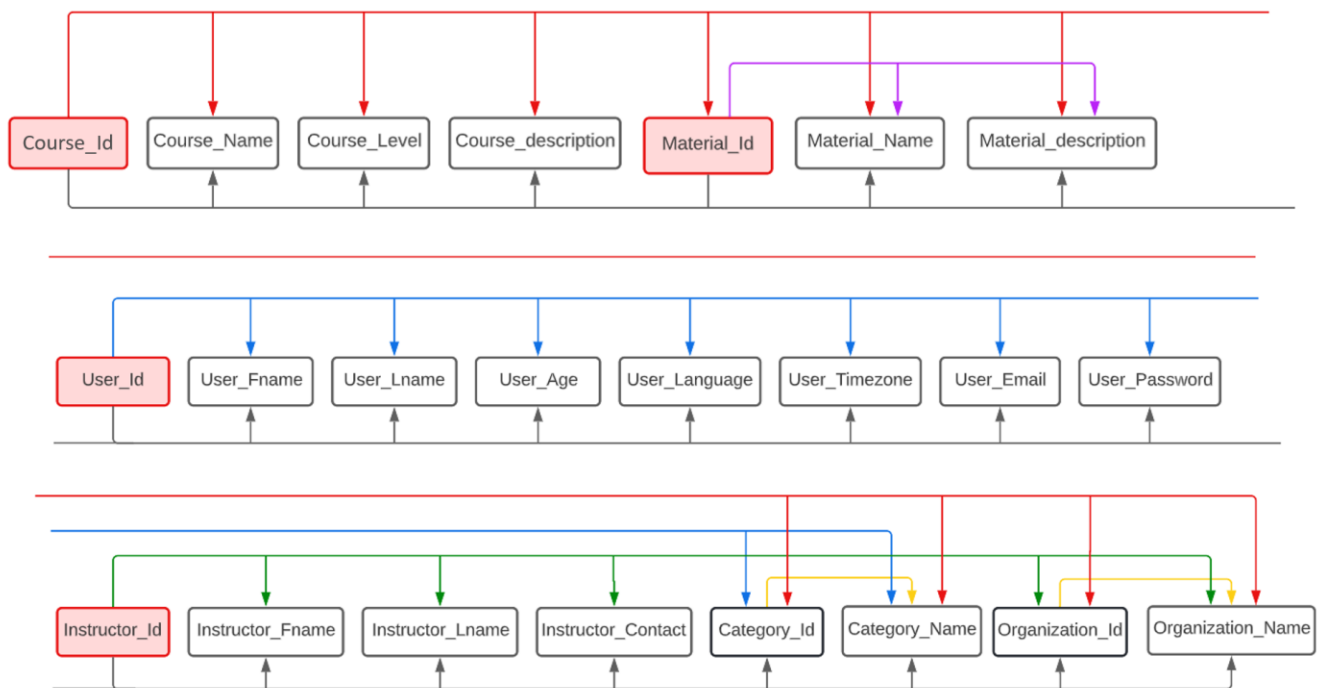 Course_Id
Course_Name
Course_Level
Course_description
Material_Id
Material_Name
Material_description
User_Id
User_Fname
User_Lname
User_Age
User_Language
User_Timezone
User_Email
User_Password
Instructor_Id
Instructor_Fname
Instructor_Lname
Instructor_Contact
Category_Id
Category_Name
Organization_Id
Organization_Name